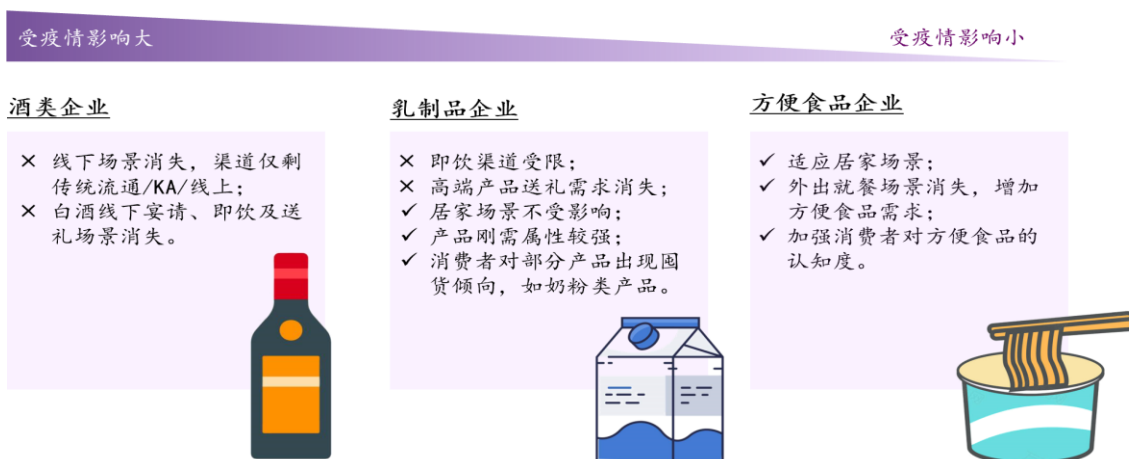 受疫情影响大
受疫情影响小
酒类企业
× 线下场景消失，渠道仅剩
传统流通/KA/线上；
× 白酒线下宴请、即饮及送
礼场景消失。
乳制品企业
× 即饮渠道受限；
× 高端产品送礼需求消失；
✓ 居家场景不受影响；
✓ 产品刚需属性较强；
✓ 消费者对部分产品出现囤
货倾向，如奶粉类产品。
方便食品企业
✓ 适应居家场景；
✓ 外出就餐场景消失，增加
方便食品需求；
✓ 加强消费者对方便食品的
认知度。